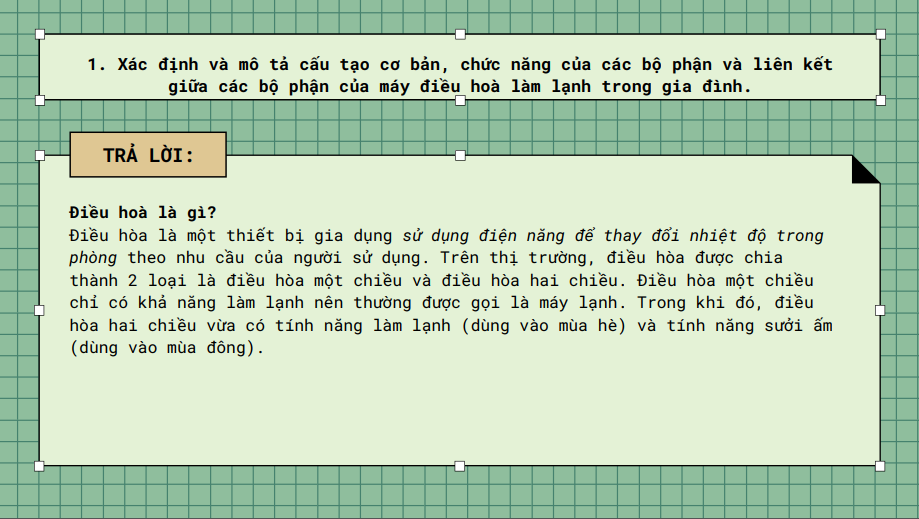 1. Xác định và mô tả cấu tạo cơ bản, chức năng của các bộ phận và liên kết
giữa các bộ phận của máy điều hoà làm lạnh trong gia đình.
TRẢ LỜI:
Điều hoà là gì?
Điều hòa là một thiết bị gia dụng sử dụng điện năng để thay đổi nhiệt độ trong
phòng theo nhu cầu của người sử dụng. Trên thị trường, điều hòa được chia
thành 2 loại là điều hòa một chiều và điều hòa hai chiều. Điều hòa một chiều
chỉ có khả năng làm lạnh nên thường được gọi là máy lạnh. Trong khi đó, điều
hòa hai chiều vừa có tính năng làm lạnh (dùng vào mùa hè) và tính năng sưởi ấm
(dùng vào mùa đông).